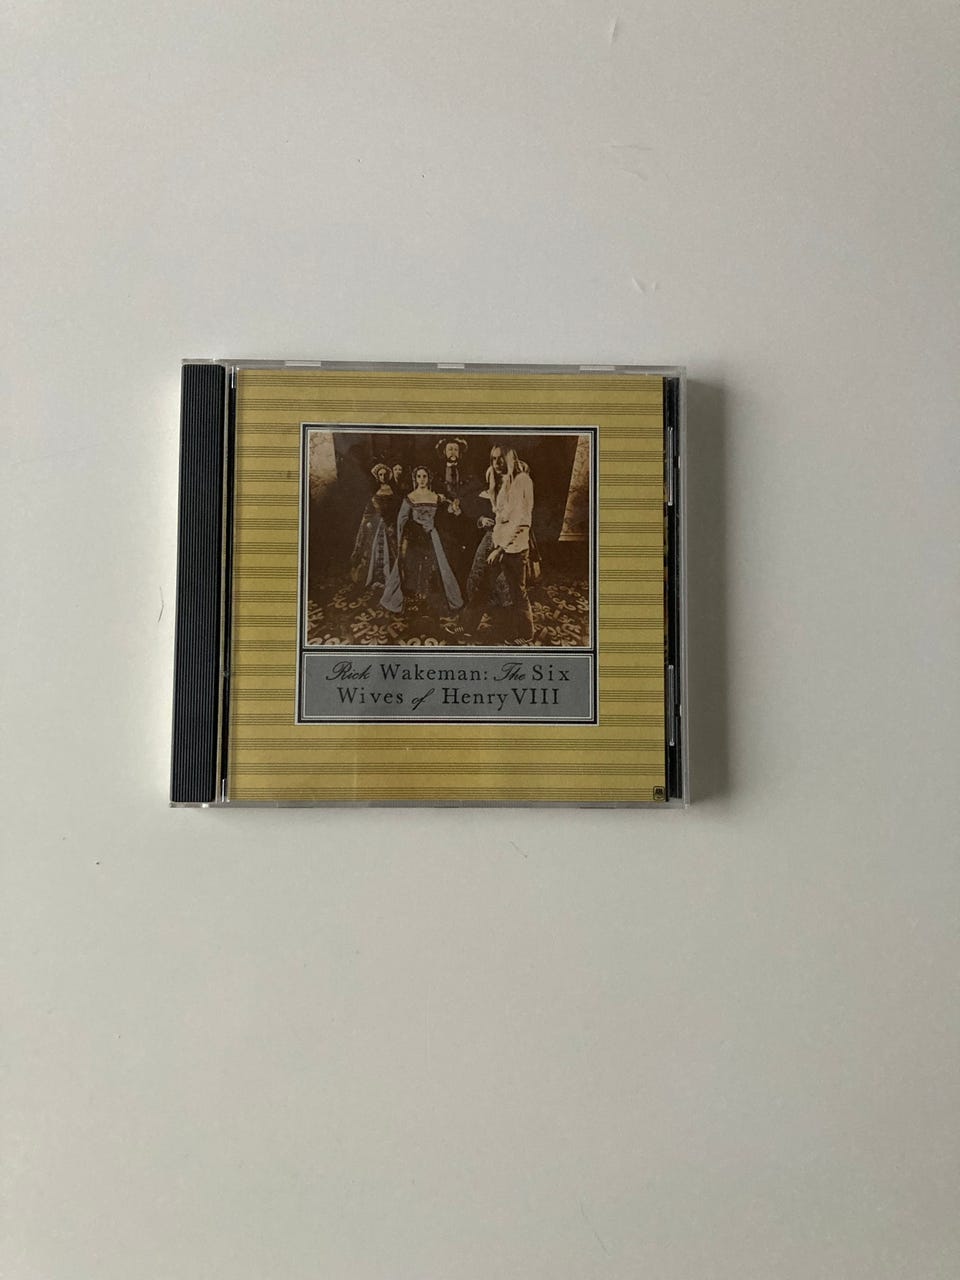 Rick Wakeman: The Six
Wives of Henry VIII